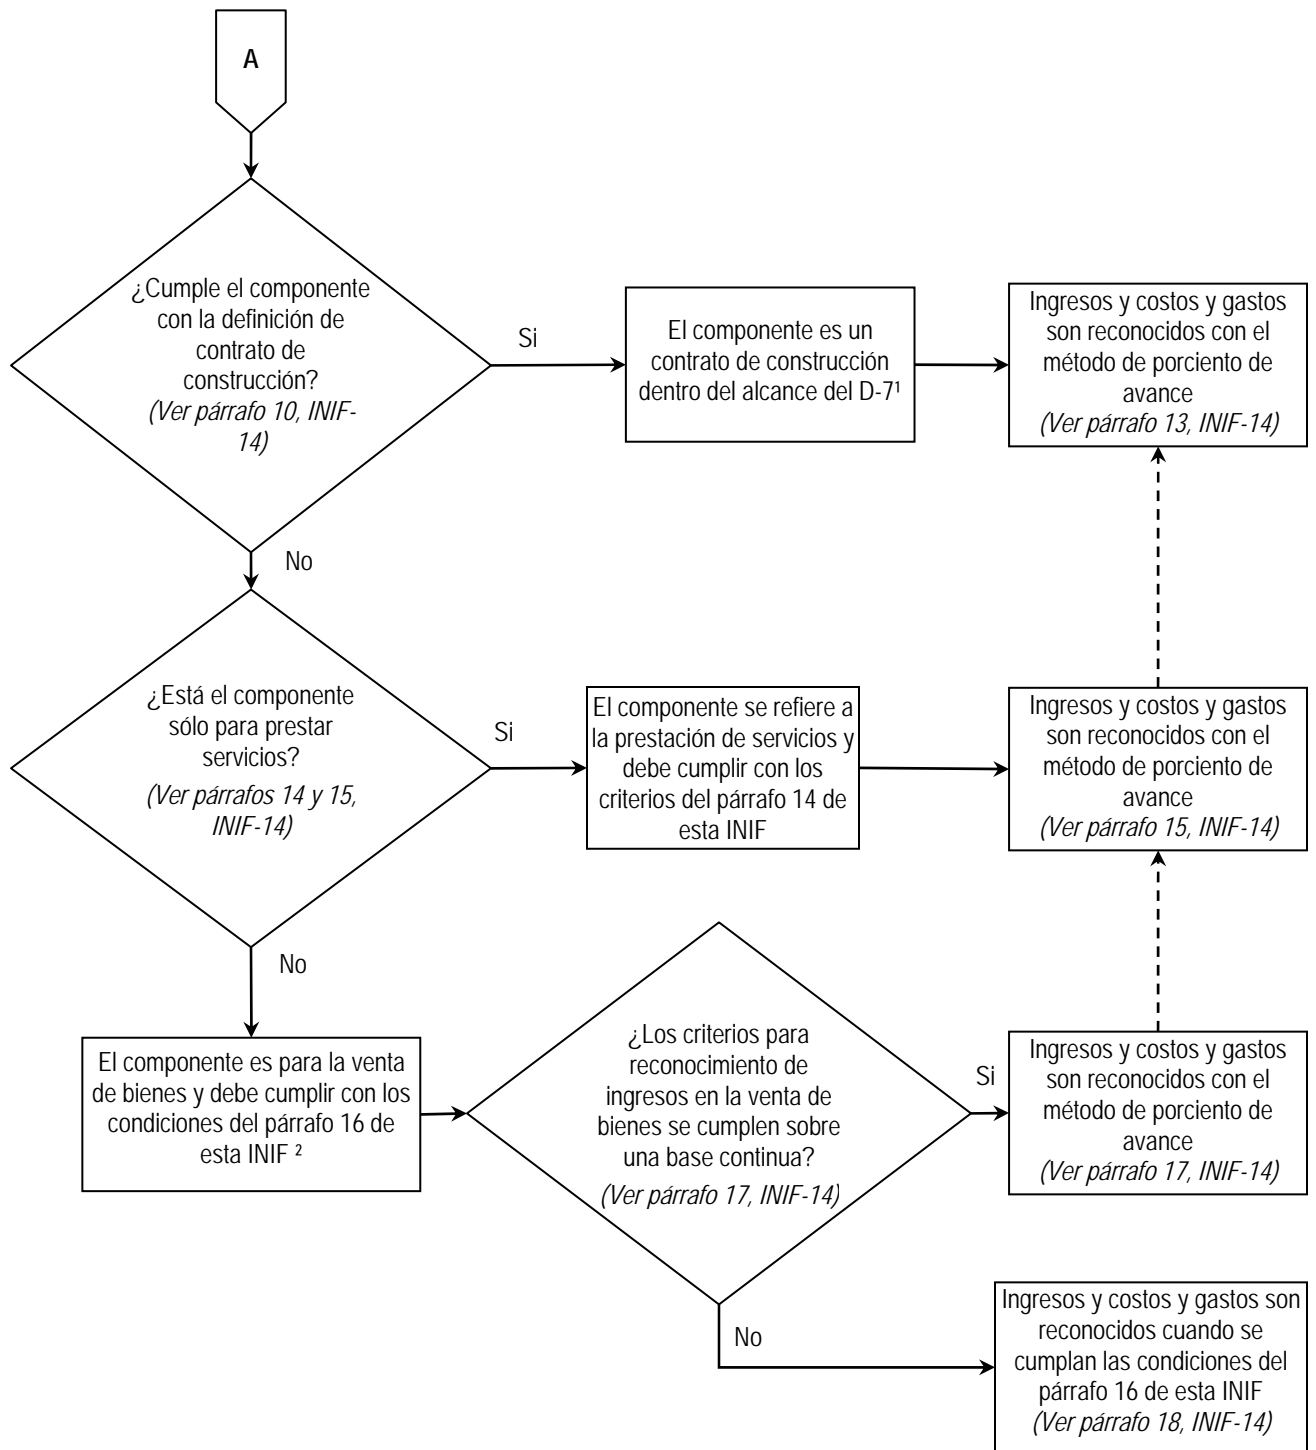 A
¿Cumple el componente
con la definición de
contrato de
construcción?
(Ver párrafo 10, INIF-
14)
Si
El componente es un
contrato de construcción
dentro del alcance del D-7¹
Ingresos y costos y gastos
son reconocidos con el
método de porciento de
avance
(Ver párrafo 13, INIF-14)
No
¿Está el componente
sólo para prestar
servicios?
(Ver párrafos 14 y 15,
INIF-14)
Si
El componente se refiere a
la prestación de servicios y
debe cumplir con los
criterios del párrafo 14 de
esta INIF
Ingresos y costos y gastos
son reconocidos con el
método de porciento de
avance
(Ver párrafo 15, INIF-14)
No
El componente es para la venta
de bienes y debe cumplir con los
condiciones del párrafo 16 de
esta INIF ²
¿Los criterios para
reconocimiento de
ingresos en la venta de
bienes se cumplen sobre
una base continua?
(Ver párrafo 17, INIF-14)
Si
Ingresos y costos y gastos
son reconocidos con el
método de porciento de
avance
(Ver párrafo 17, INIF-14)
No
Ingresos y costos y gastos son
reconocidos cuando se
cumplan las condiciones del
párrafo 16 de esta INIF
(Ver párrafo 18, INIF-14)